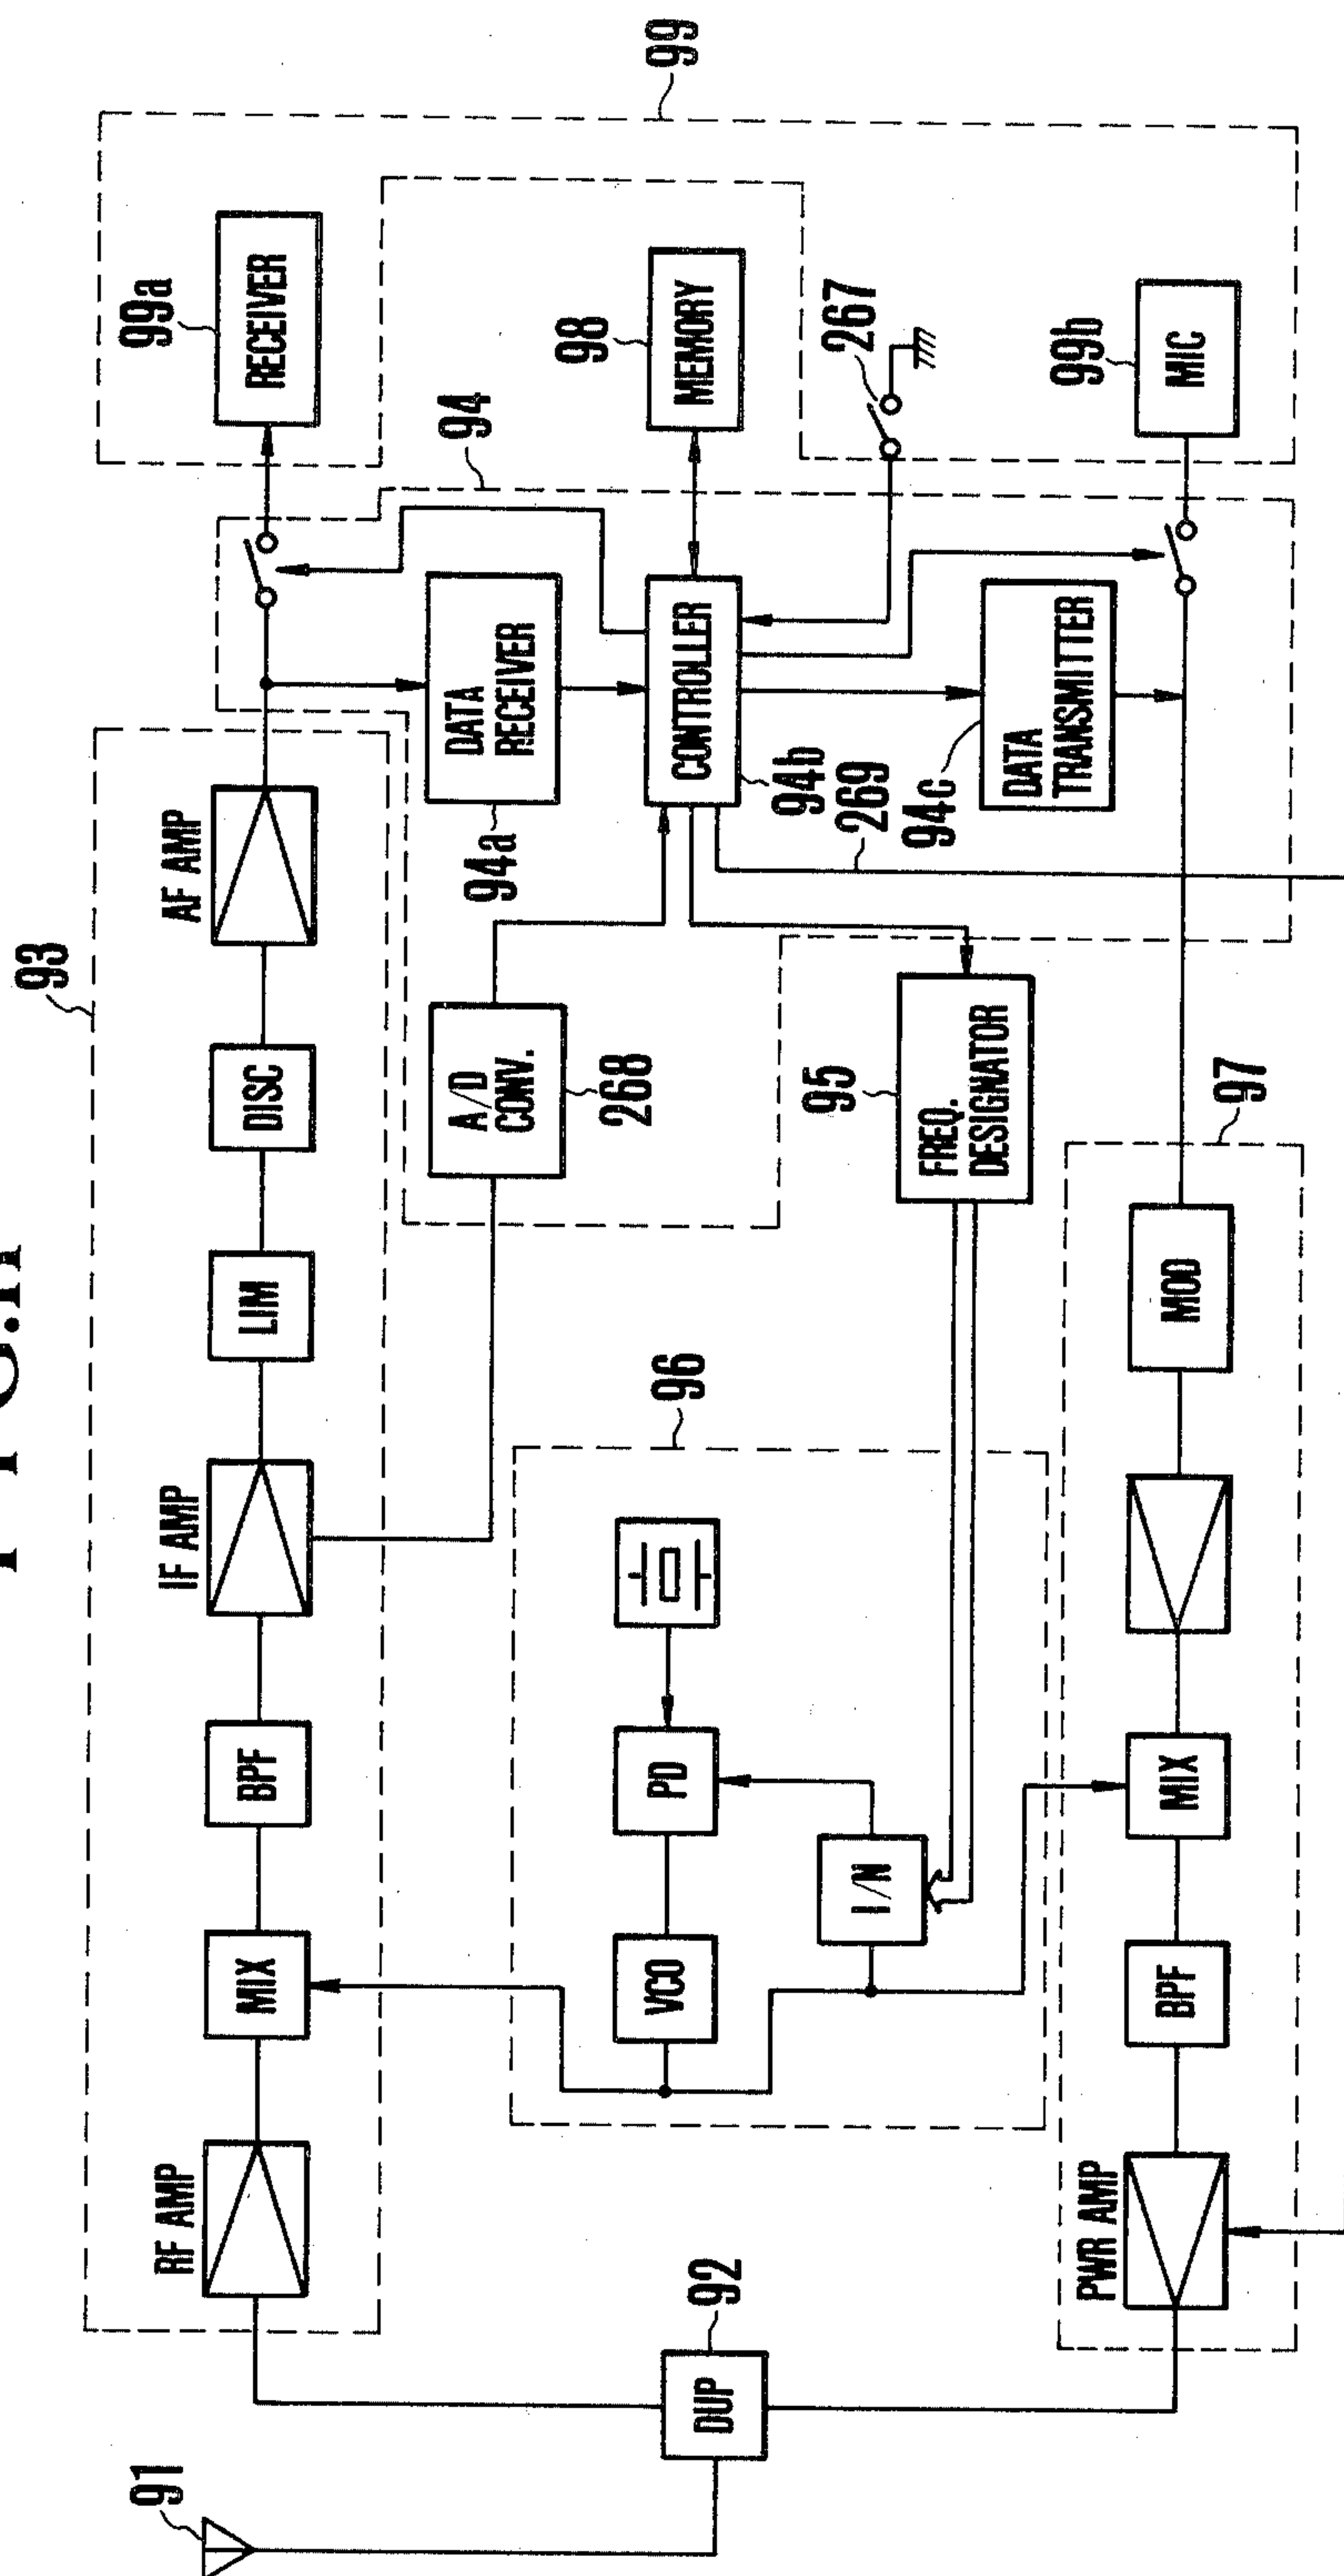 93
RF AMP
MIX
BPF
IF AMP
LIM
DISC
AF AMP
99a
RECEIVER
99
91
92
DUP
96
VCO
PD
I/N
A/D
CONV.
268
94
94a
DATA
RECEIVER
CONTROLLER
94b
269
98
MEMORY
267
95
FREQ.
DESIGNATOR
94c
DATA
TRANSMITTER
99b
MIC
97
PWR AMP
BPF
MIX
MOD